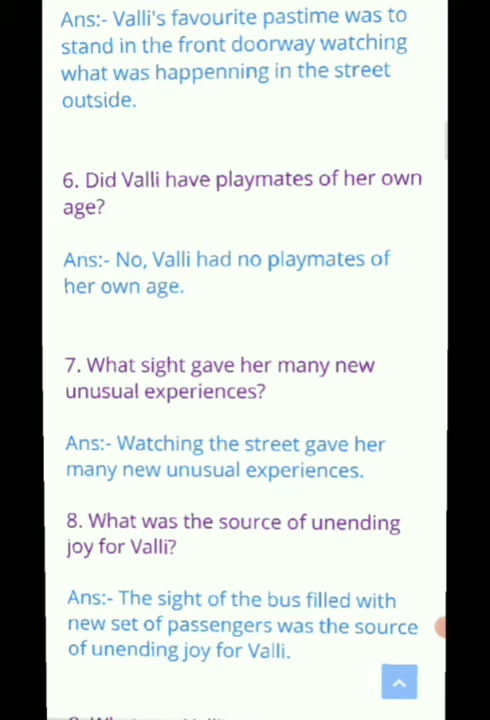 Ans:- Valli's favourite pastime was to
stand in the front doorway watching
what was happenning in the street
outside.
6. Did Valli have playmates of her own
age?
Ans:- No, Valli had no playmates of
her own age.
7. What sight gave her many new
unusual experiences?
Ans:- Watching the street gave her
many new unusual experiences.
8. What was the source of unending
joy for Valli?
Ans:- The sight of the bus filled with
new set of passengers was the source
of unending joy for Valli.